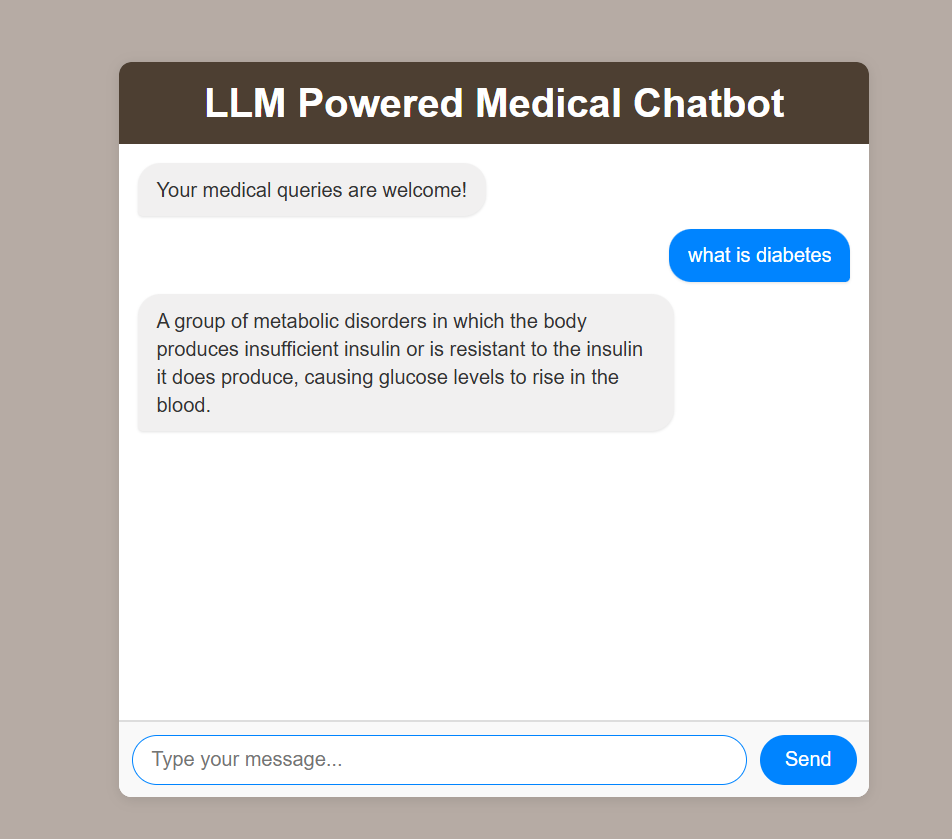 LLM Powered Medical Chatbot
Your medical queries are welcome!
what is diabetes
A group of metabolic disorders in which the body
produces insufficient insulin or is resistant to the insulin
it does produce, causing glucose levels to rise in the
blood.
Type your message...
Send